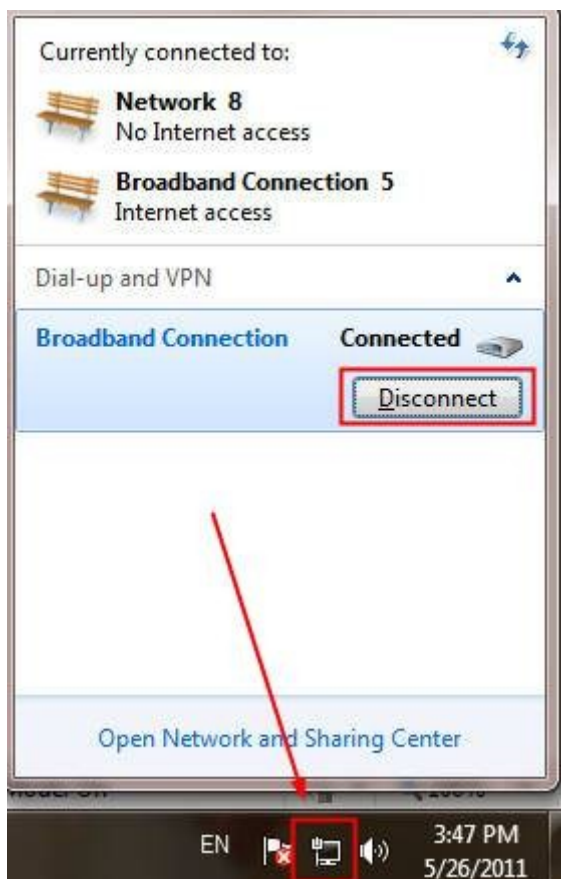 Currently connected to:
Network 8
No Internet access
Broadband Connection 5
Internet access
Dial-up and VPN
Broadband Connection Connected
Disconnect
Open Network and Sharing Center
EN
3:47 PM
5/26/2011